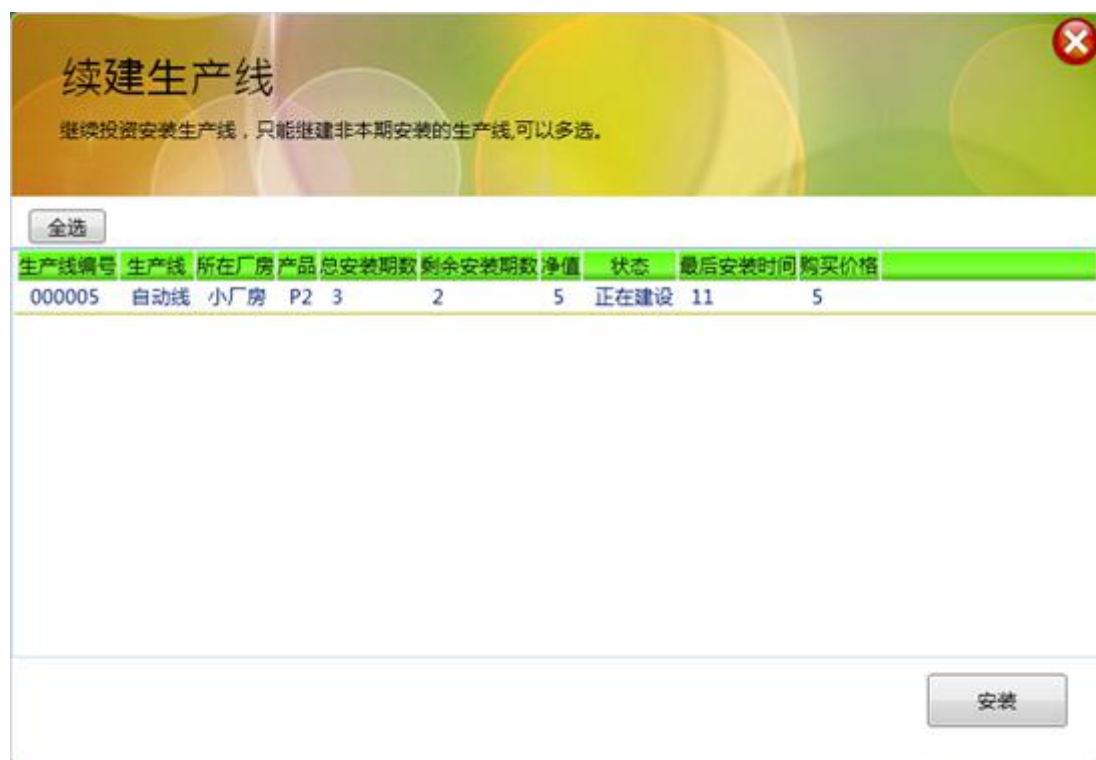 续建生产线
继续投资安装生产线，只能继建非本期安装的生产线,可以多选。
全选
生产线编号 生产线 所在厂房 产品 总安装期数 剩余安装期数 净值 状态 最后安装时间 购买价格
000005 自动线 小厂房 P2 3 2 5 正在建设 11 5
安装